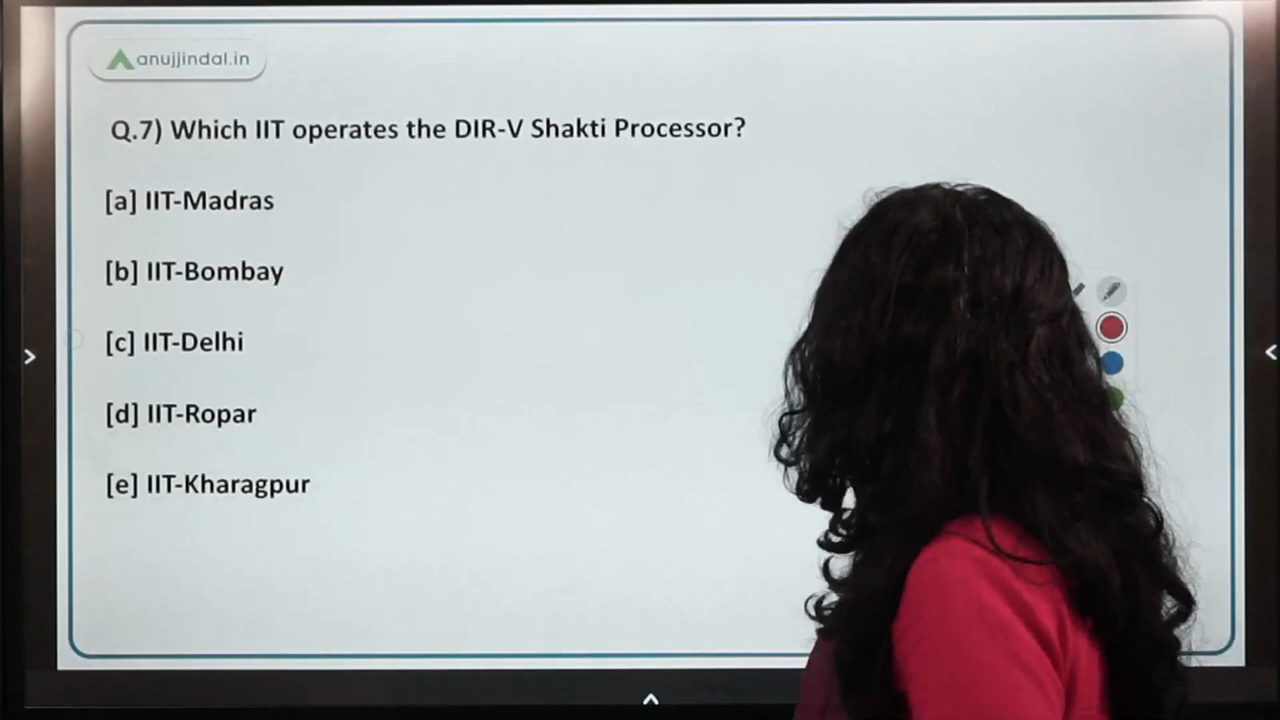 anujjindal.in
Q.7) Which IIT operates the DIR-V Shakti Processor?
[a] IIT-Madras
[b] IIT-Bombay
[c] IIT-Delhi
[d] IIT-Ropar
[e] IIT-Kharagpur